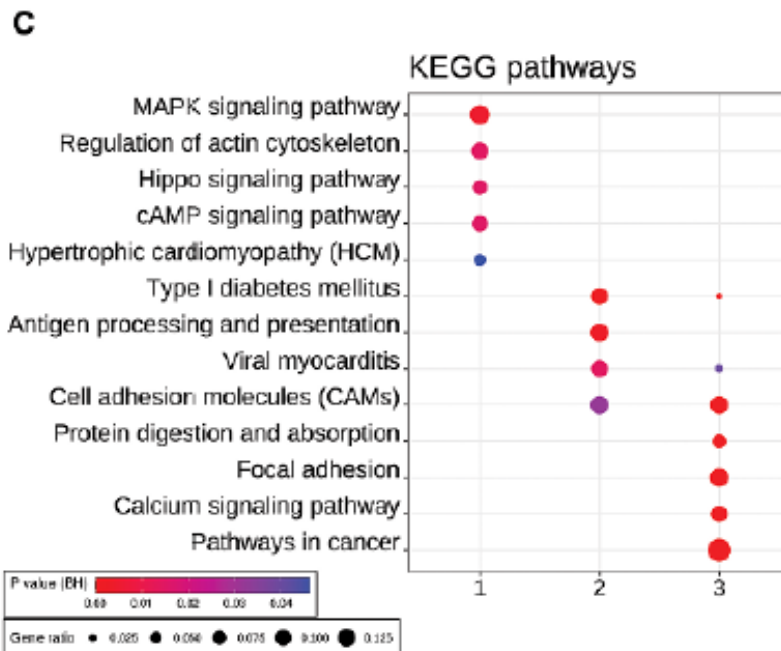 C
KEGG pathways
MAPK signaling pathway
Regulation of actin cytoskeleton
Hippo signaling pathway
cAMP signaling pathway
Hypertrophic cardiomyopathy (HCM)
Type I diabetes mellitus
Antigen processing and presentation
Viral myocarditis
Cell adhesion molecules (CAMs)
Protein digestion and absorption
Focal adhesion
Calcium signaling pathway
Pathways in cancer
1 2 3
P value (BH)
0.00 0.01 0.02 0.03 0.04
Gene ratio 0.025 0.050 0.075 0.100 0.125